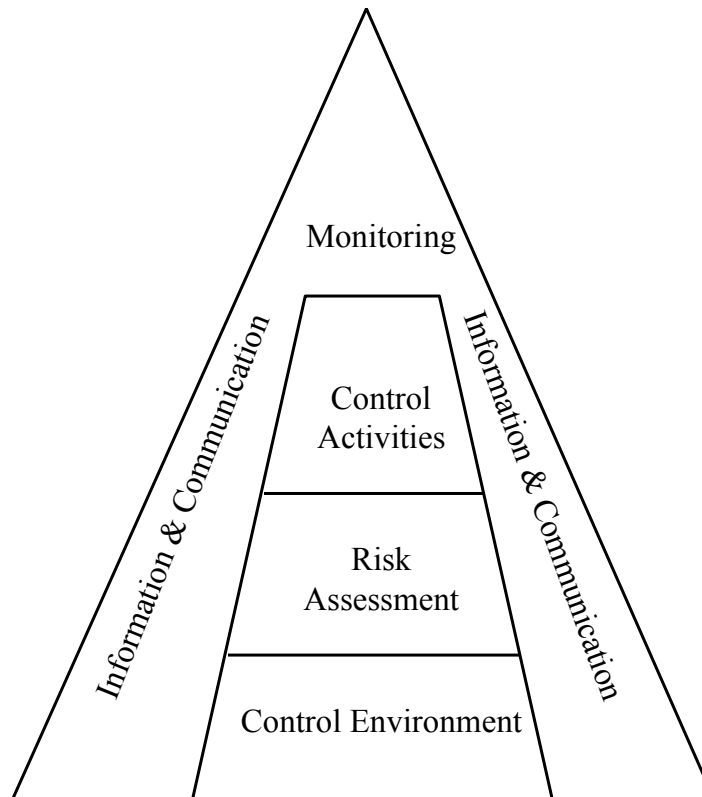 Monitoring
Information & Communication
Information & Communication
Control
Activities
Risk
Assessment
Control Environment